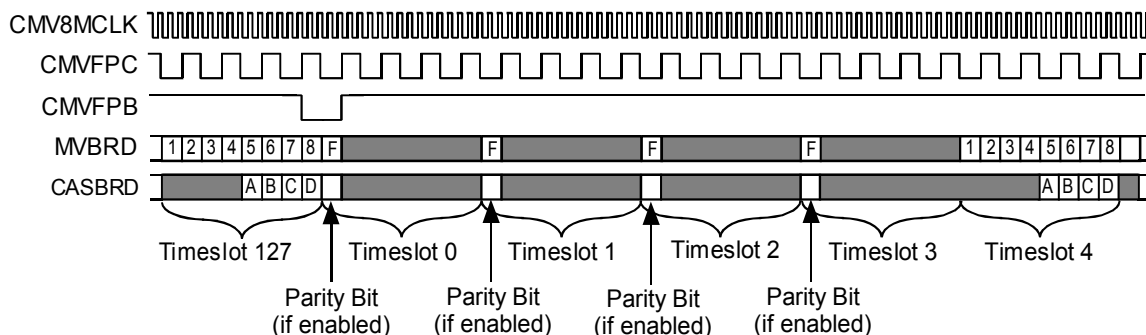 CMV8MCLK
CMVFPC
CMVFPB
MVBRD 1 2 3 4 5 6 7 8 F F F F 1 2 3 4 5 6 7 8
CASBRD A B C D A B C D
Timeslot 127 Timeslot 0 Timeslot 1 Timeslot 2 Timeslot 3 Timeslot 4
Parity Bit Parity Bit Parity Bit Parity Bit
(if enabled) (if enabled) (if enabled) (if enabled)